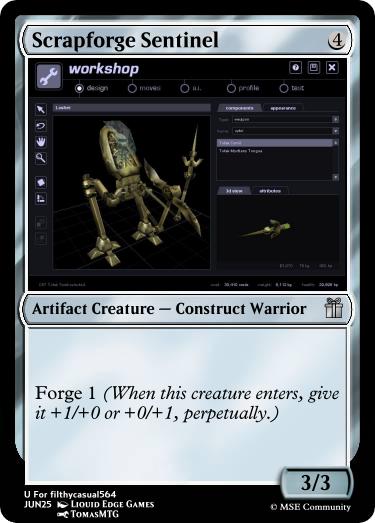 Scrapforge Sentinel 4
workshop
design moves a.i. profile test
Lasher
components appearance
weapon
3d view attributes
Artifact Creature — Construct Warrior
Forge 1 (When this creature enters, give
it +1/+0 or +0/+1, perpetually.)
3/3
U For filthycasual564
JUN25 Liquid Edge Games
TomasMTG
© MSE Community